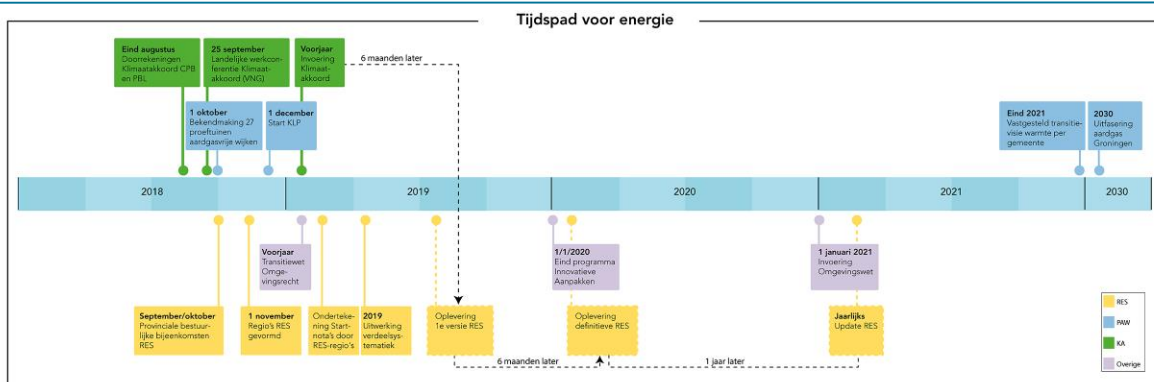 Tijdspad voor energie
Eind augustus
Doorrekeningen
Klimaatakkoord CPB
en PBL
25 september
Landelijke werkcon-
ferentie Klimaat-
akkoord (VNG)
Voorjaar
Invoering
Klimaat-
akkoord
6 maanden later
1 oktober
Bekendmaking 27
proeftuinen
aardgasvrije wijken
1 december
Start KLP
Eind 2021
Vastgesteld transitie-
visie warmte per
gemeente
2030
Uitfasering
aardgas
Groningen
2018
2019
2020
2021
2030
Voorjaar
Transitiewet
Omge-
vingsrecht
1/1/2020
Eind programma
Innovatieve
Aanpakken
1 januari 2021
Invoering
Omgevingswet
September/oktober
Provinciale bestuur-
lijke bijeenkomsten
RES
1 november
Regio's RES
gevormd
Onderteke-
kening Start-
nota's door
RES-regio's
2019
Uitwerking
verdeelsys-
tematiek
Oplevering
1e versie RES
Oplevering
definitieve RES
Jaarlijks
Update RES
6 maanden later
1 jaar later
RES
PAW
KA
Overige